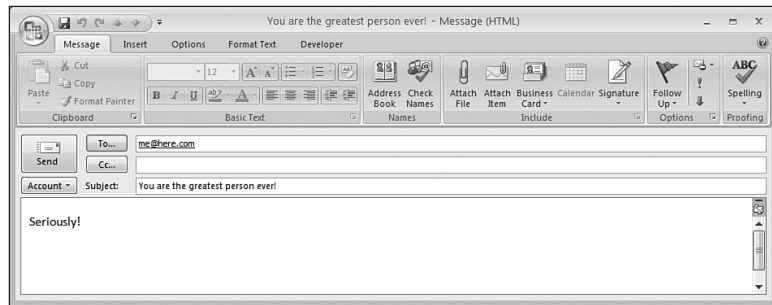 You are the greatest person ever! - Message (HTML)
Message Insert Options Format Text Developer
Cut
Copy
Format Painter
Paste
12
A A
B I U ab A
Address Book
Check Names
Attach File
Attach Item
Business Card
Calendar
Signature
Follow Up
ABC
Spelling
Clipboard Basic Text Names Include Options Proofing
Send
To... me@here.com
Cc...
Account Subject: You are the greatest person ever!
Seriously!